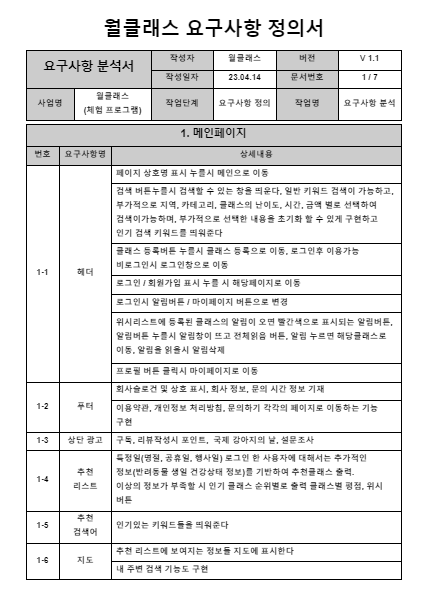 월클래스 요구사항 정의서
요구사항 분석서
작성자 월클래스 버전 V 1.1
작성일자 23.04.14 문서번호 1 / 7
사업명 월클래스
(체험 프로그램) 작업단계 요구사항 정의 작업명 요구사항 분석
1. 메인페이지
번호 요구사항명 상세내용
1-1 헤더
페이지 상호명 표시 누를시 메인으로 이동
검색 버튼누를시 검색할 수 있는 창을 띄운다, 일반 키워드 검색이 가능하고,
부가적으로 지역, 카테고리, 클래스의 난이도, 시간, 금액 별로 선택하여
검색이가능하며, 부가적으로 선택한 내용을 초기화 할 수 있게 구현하고
인기 검색 키워드를 띄워준다
클래스 등록버튼 누를시 클래스 등록으로 이동, 로그인후 이용가능
비로그인시 로그인창으로 이동
로그인 / 회원가입 표시 누를 시 해당페이지로 이동
로그인시 알림버튼 / 마이페이지 버튼으로 변경
위시리스트에 등록된 클래스의 알림이 오면 빨간색으로 표시되는 알림버튼,
알림버튼 누를시 알림창이 뜨고 전체읽음 버튼, 알림 누르면 해당클래스로
이동, 알림을 읽을시 알림삭제
프로필 버튼 클릭시 마이페이지로 이동
1-2 푸터
회사슬로건 및 상호 표시, 회사 정보, 문의 시간 정보 기재
이용약관, 개인정보 처리방침, 문의하기 각각의 페이지로 이동하는 기능
구현
1-3 상단 광고 구독, 리뷰작성시 포인트, 국제 강아지의 날, 설문조사
1-4 추천
리스트
특정일(명절, 공휴일, 행사일) 로그인 한 사용자에 대해서는 추가적인
정보(반려동물 생일 건강상태 정보)를 기반하여 추천클래스 출력.
이상의 정보가 부족할 시 인기 클래스 순위별로 출력 클래스별 평점, 위시
버튼
1-5 추천
검색어 인기있는 키워드들을 띄워준다
1-6 지도
추천 리스트에 보여지는 정보들 지도에 표시한다
내 주변 검색 기능도 구현